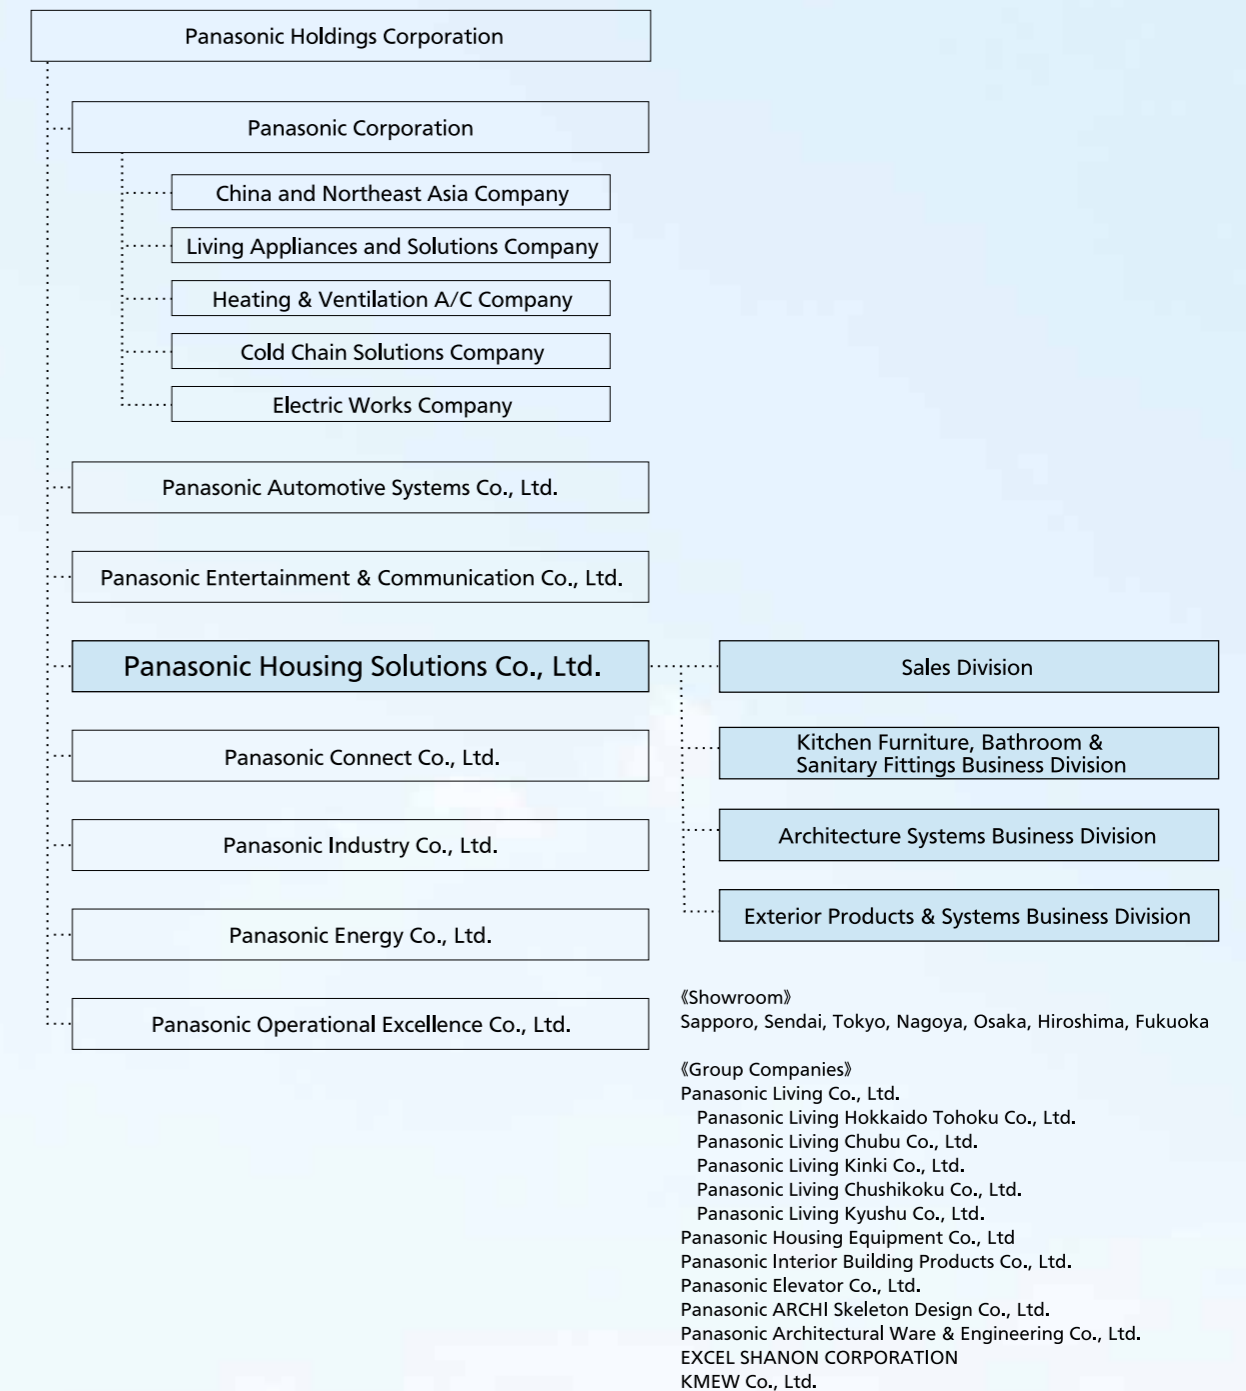 Panasonic Holdings Corporation
Panasonic Corporation
China and Northeast Asia Company
Living Appliances and Solutions Company
Heating & Ventilation A/C Company
Cold Chain Solutions Company
Electric Works Company
Panasonic Automotive Systems Co., Ltd.
Panasonic Entertainment & Communication Co., Ltd.
Panasonic Housing Solutions Co., Ltd.
Sales Division
Kitchen Furniture, Bathroom &
Sanitary Fittings Business Division
Architecture Systems Business Division
Exterior Products & Systems Business Division
Panasonic Connect Co., Ltd.
Panasonic Industry Co., Ltd.
Panasonic Energy Co., Ltd.
Panasonic Operational Excellence Co., Ltd.
《Showroom》
Sapporo, Sendai, Tokyo, Nagoya, Osaka, Hiroshima, Fukuoka
《Group Companies》
Panasonic Living Co., Ltd.
Panasonic Living Hokkaido Tohoku Co., Ltd.
Panasonic Living Chubu Co., Ltd.
Panasonic Living Kinki Co., Ltd.
Panasonic Living Chushikoku Co., Ltd.
Panasonic Living Kyushu Co., Ltd.
Panasonic Housing Equipment Co., Ltd
Panasonic Interior Building Products Co., Ltd.
Panasonic Elevator Co., Ltd.
Panasonic ARCHI Skeleton Design Co., Ltd.
Panasonic Architectural Ware & Engineering Co., Ltd.
EXCEL SHANON CORPORATION
KMEW Co., Ltd.